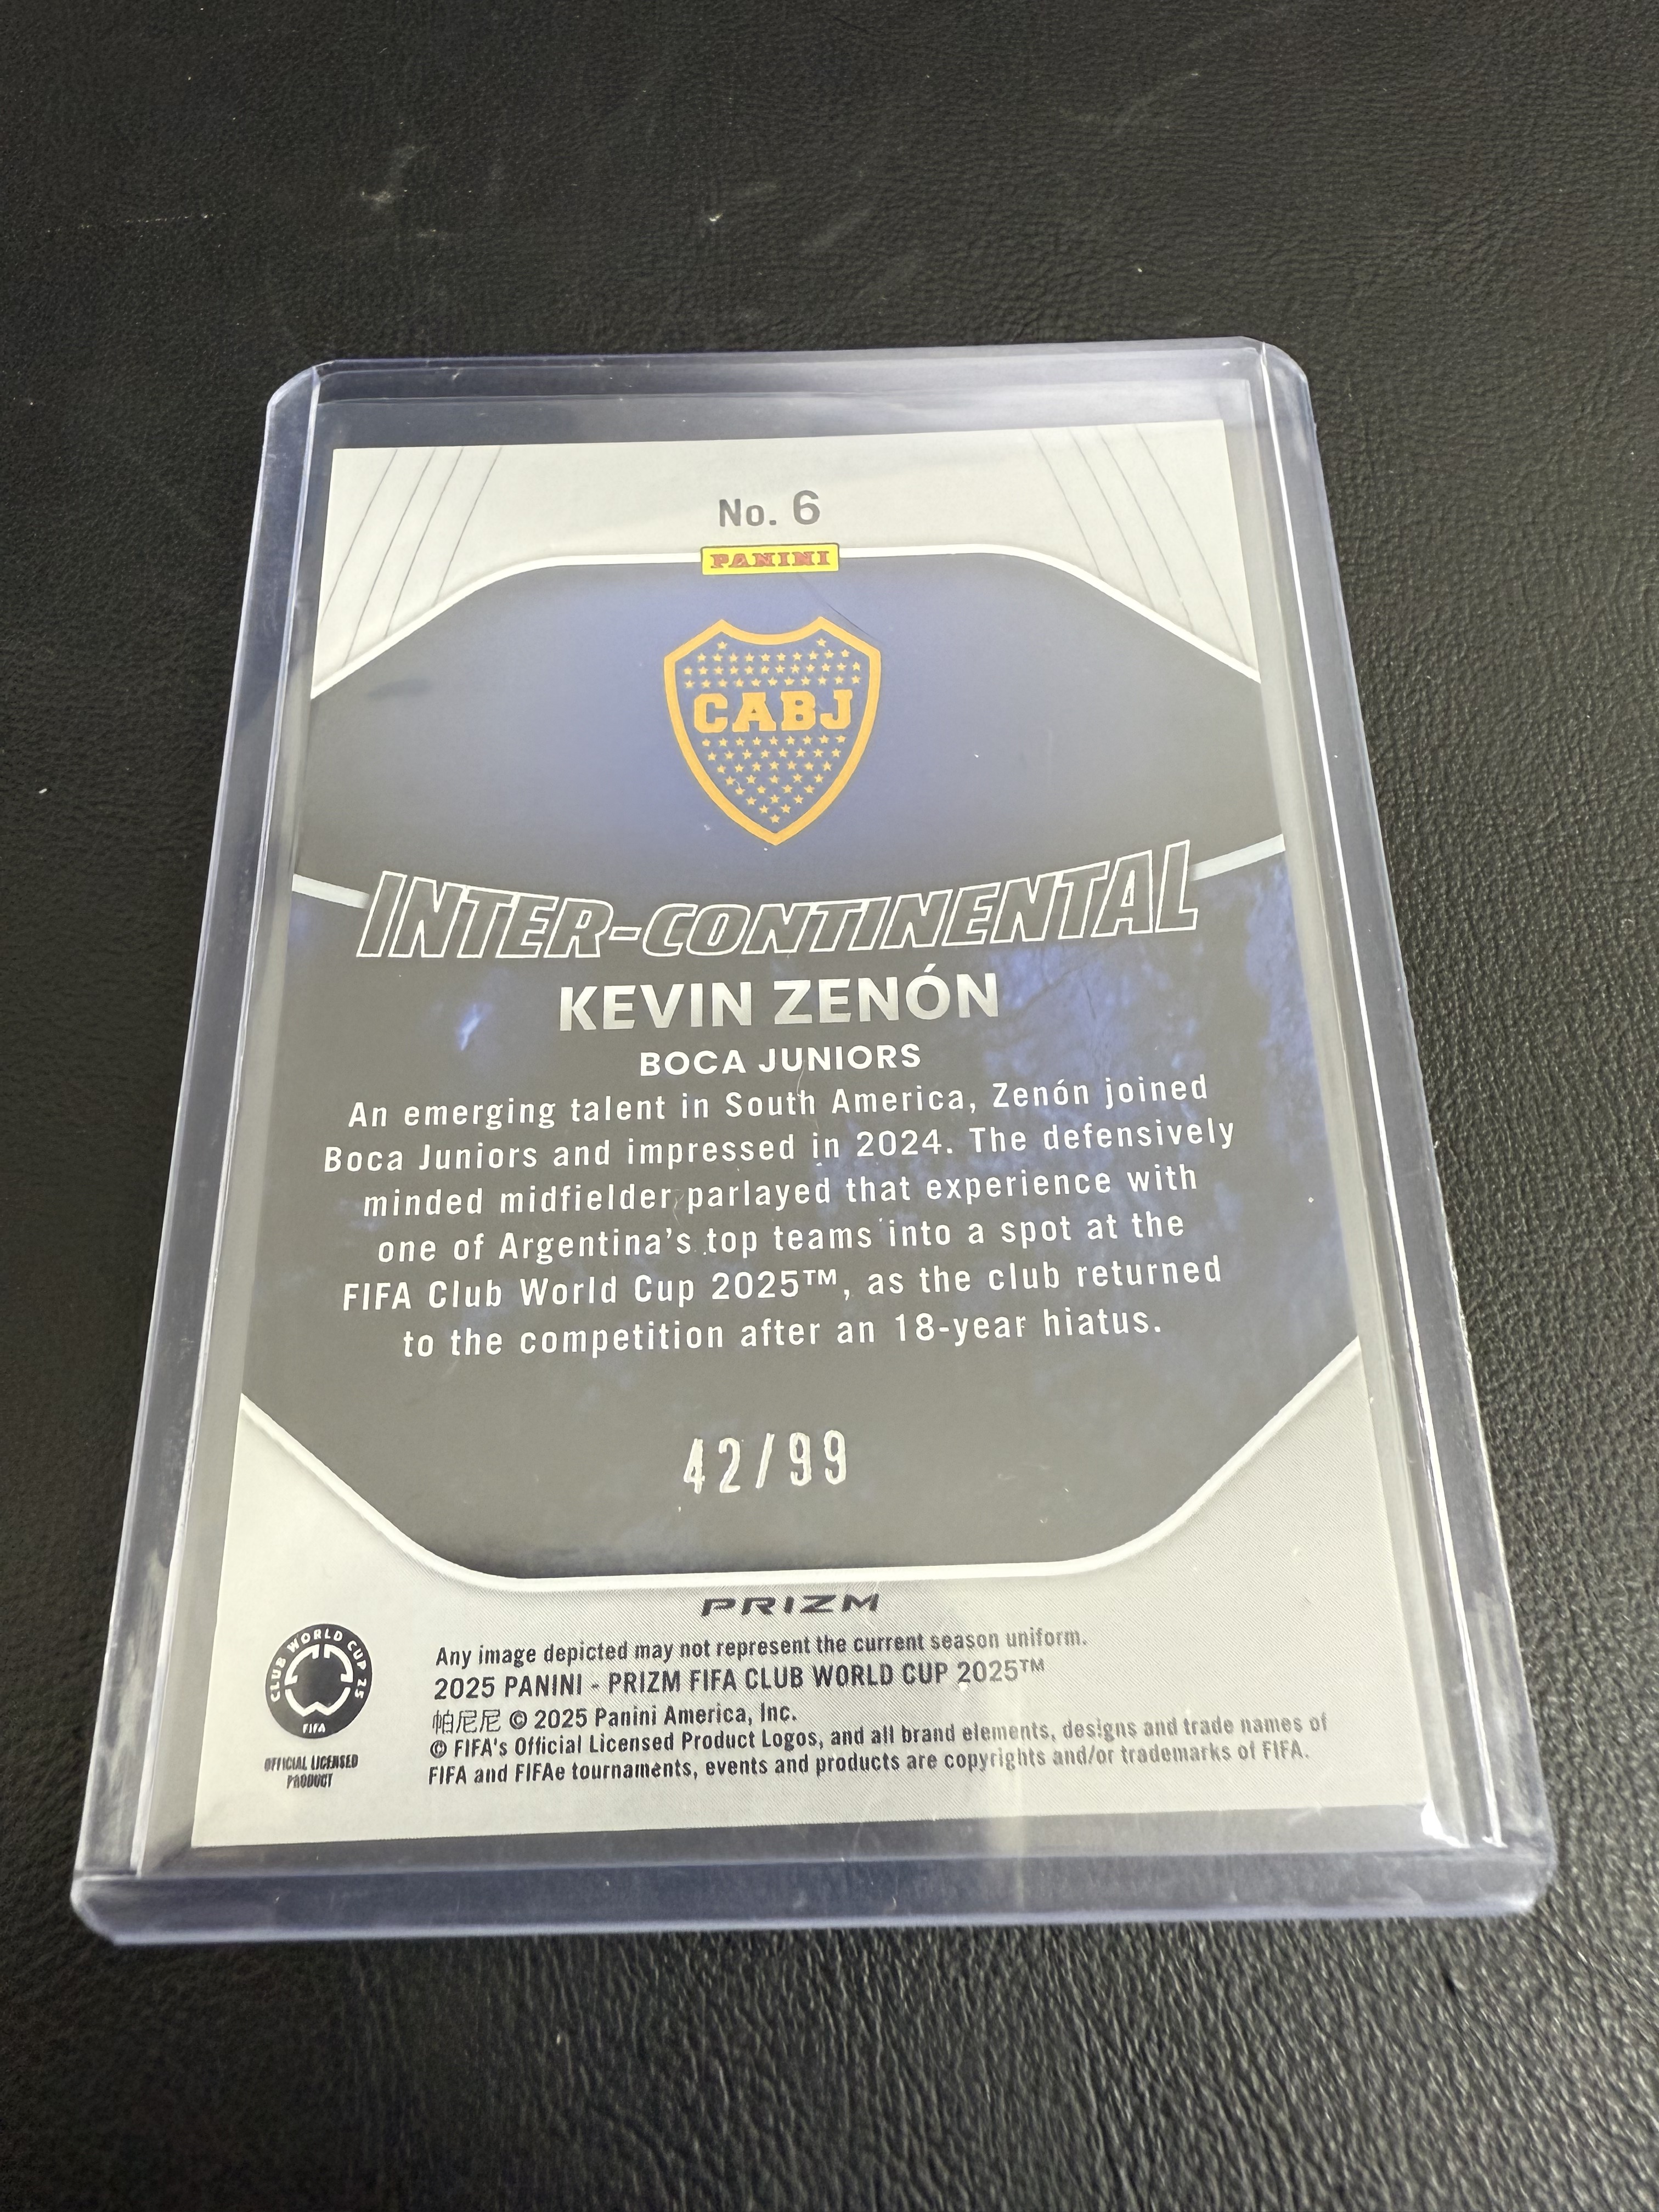 No. 6
PANINI
CABJ
INTER-CONTINENTAL
KEVIN ZENÓN
BOCA JUNIORS
An emerging talent in South America, Zenón joined
Boca Juniors and impressed in 2024. The defensively
minded midfielder parlayed that experience with
one of Argentina's top teams into a spot at the
FIFA Club World Cup 2025™, as the club returned
to the competition after an 18-year hiatus.
42/99
PRIZM
CLUB WORLD CUP 25
FIFA
OFFICIAL LICENSED
PRODUCT
Any image depicted may not represent the current season uniform.
2025 PANINI - PRIZM FIFA CLUB WORLD CUP 2025™
帕尼尼 © 2025 Panini America, Inc.
© FIFA's Official Licensed Product Logos, and all brand elements, designs and trade names of
FIFA and FIFAe tournaments, events and products are copyrights and/or trademarks of FIFA.